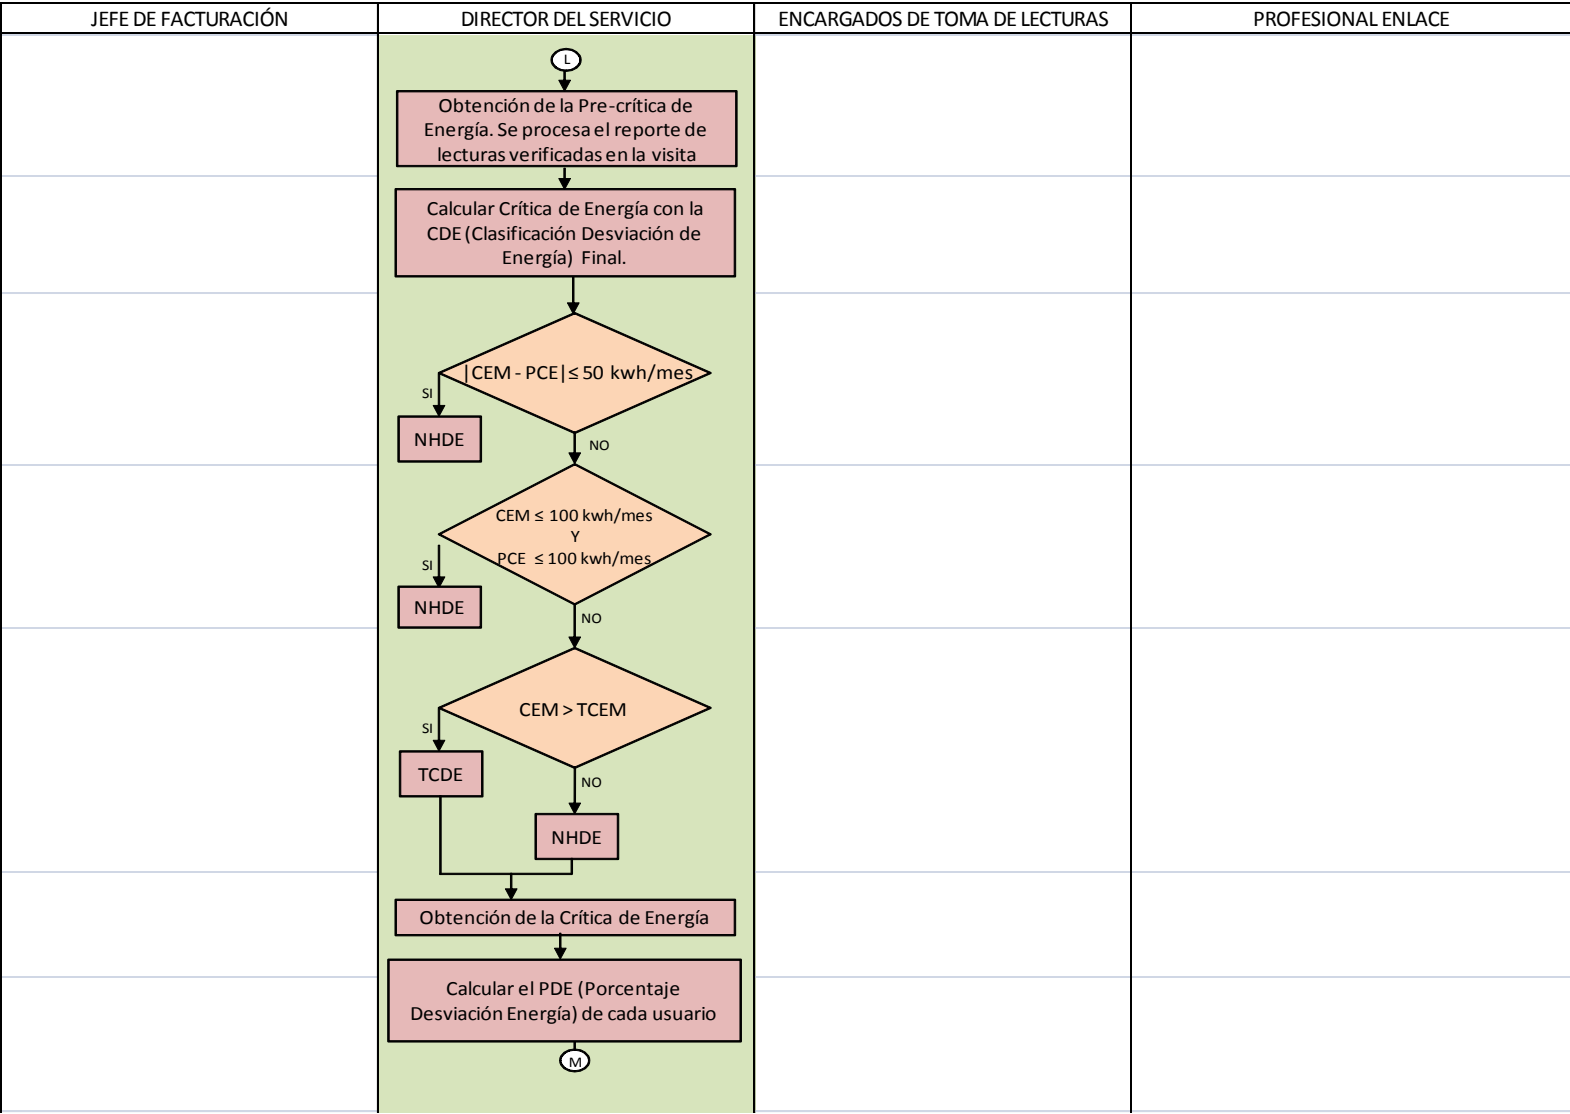 JEFE DE FACTURACIÓN
DIRECTOR DEL SERVICIO
ENCARGADOS DE TOMA DE LECTURAS
PROFESIONAL ENLACE
L
Obtención de la Pre-crítica de
Energía. Se procesa el reporte de
lecturas verificadas en la visita
Calcular Crítica de Energía con la
CDE (Clasificación Desviación de
Energía) Final.
|CEM - PCE| ≤ 50 kwh/mes
SI
NHDE
NO
CEM ≤ 100 kwh/mes
Y
PCE ≤ 100 kwh/mes
SI
NHDE
NO
CEM > TCEM
SI
TCDE
NO
NHDE
Obtención de la Crítica de Energía
Calcular el PDE (Porcentaje
Desviación Energía) de cada usuario
M